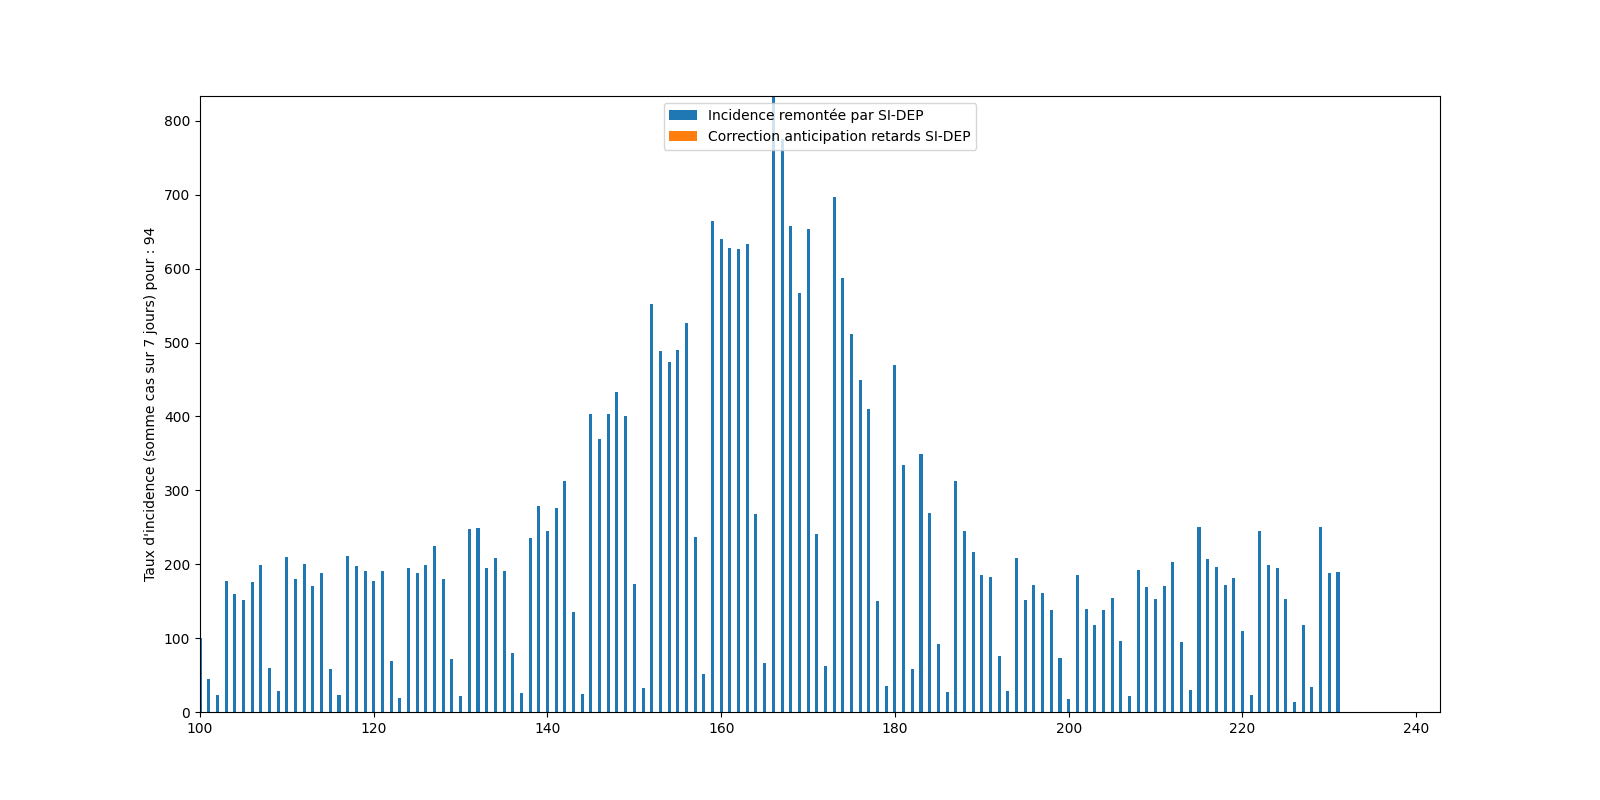 Incidence remontée par SI-DEP
Correction anticipation retards SI-DEP
Taux d'incidence (somme cas sur 7 jours) pour : 94
800
700
600
500
400
300
200
100
0
100 120 140 160 180 200 220 240